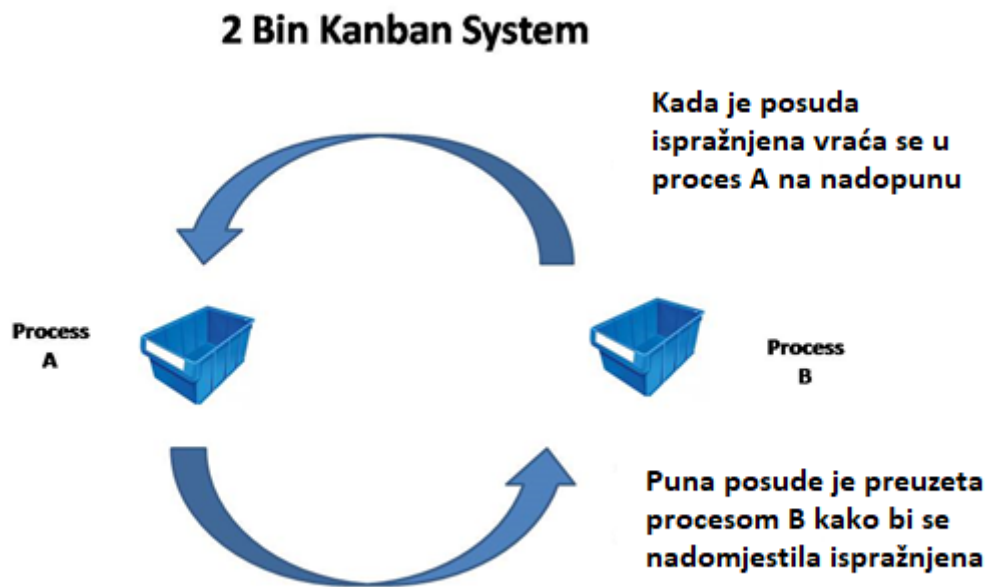 2 Bin Kanban System
Kada je posuda
ispražnjena vraća se u
proces A na nadopunu
Process
A
Process
B
Puna posude je preuzeta
procesom B kako bi se
nadomjestila ispražnjena